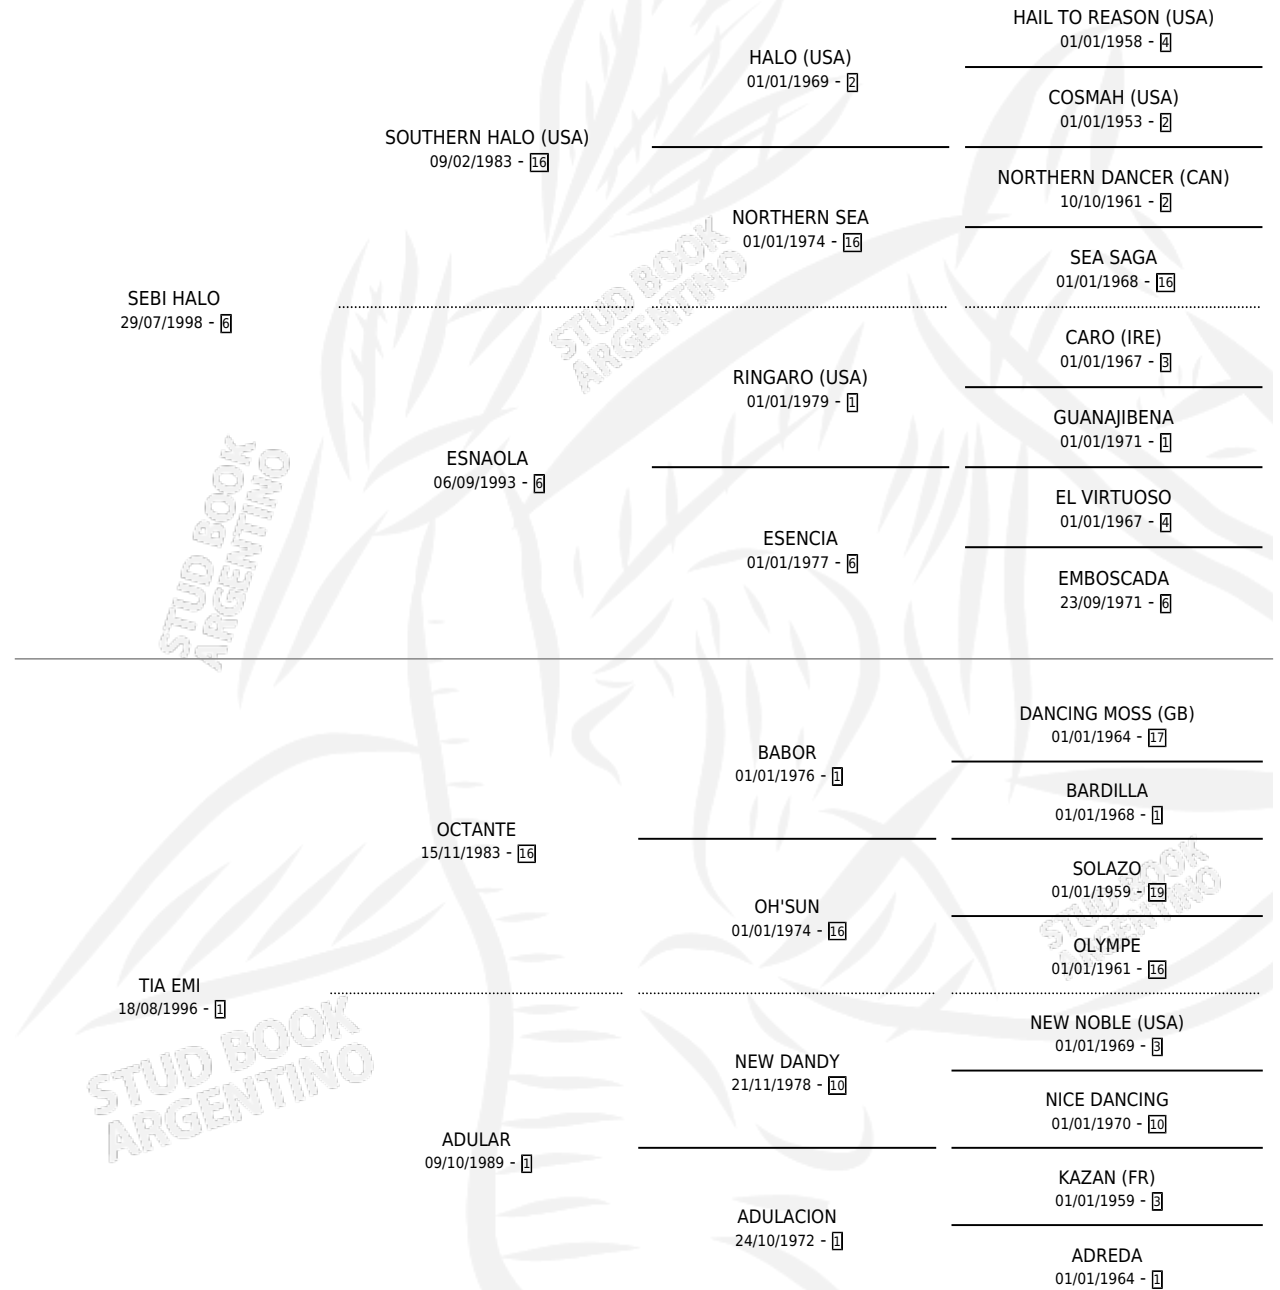 HAIL TO REASON (USA)
01/01/1958 - 4
HALO (USA)
01/01/1969 - 2
COSMAH (USA)
01/01/1953 - 2
SOUTHERN HALO (USA)
09/02/1983 - 16
NORTHERN DANCER (CAN)
10/10/1961 - 2
NORTHERN SEA
01/01/1974 - 16
SEA SAGA
01/01/1968 - 16
SEBI HALO
29/07/1998 - 6
STUD BOOK
ARGENTINO
CARO (IRE)
01/01/1967 - 3
RINGARO (USA)
01/01/1979 - 1
GUANAJIBENA
01/01/1971 - 1
ESNAOLA
06/09/1993 - 6
EL VIRTUOSO
01/01/1967 - 4
ESENCIA
01/01/1977 - 6
EMBOSCADA
23/09/1971 - 6
STUD BOOK
ARGENTINO
DANCING MOSS (GB)
01/01/1964 - 17
BABOR
01/01/1976 - 1
BARDILLA
01/01/1968 - 1
OCTANTE
15/11/1983 - 16
SOLAZO
01/01/1959 - 19
OH'SUN
01/01/1974 - 16
OLYMPE
01/01/1961 - 16
STUD BOOK
ARGENTINO
TIA EMI
18/08/1996 - 1
NEW NOBLE (USA)
01/01/1969 - 3
NEW DANDY
21/11/1978 - 10
NICE DANCING
01/01/1970 - 10
STUD BOOK
ARGENTINO
ADULAR
09/10/1989 - 1
KAZAN (FR)
01/01/1959 - 3
ADULACION
24/10/1972 - 1
ADREDA
01/01/1964 - 1